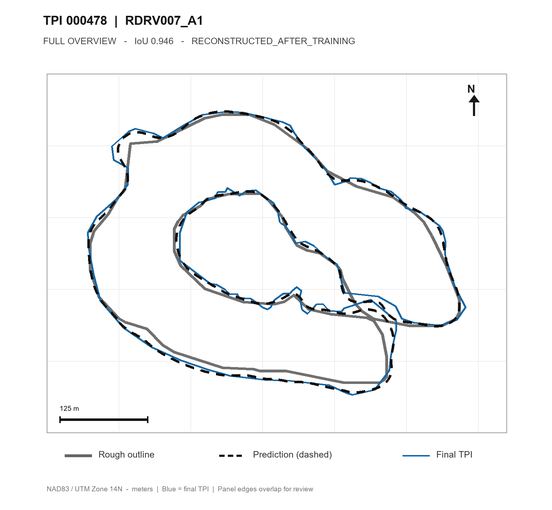 TPI 000478 | RDRV007_A1
FULL OVERVIEW - IoU 0.946 - RECONSTRUCTED_AFTER_TRAINING
N
125 m
Rough outline
Prediction (dashed)
Final TPI
NAD83 / UTM Zone 14N - meters | Blue = final TPI | Panel edges overlap for review